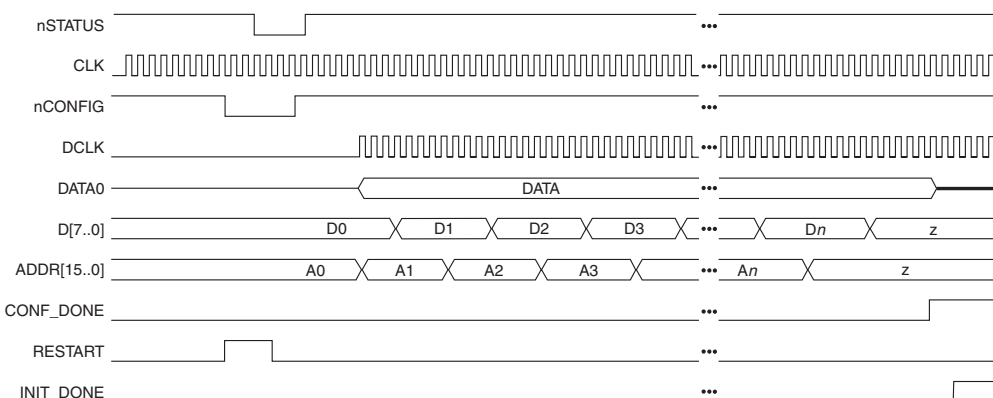 nSTATUS •••
CLK •••
nCONFIG •••
DCLK •••
DATA0 DATA •••
D[7..0] D0 D1 D2 D3 ••• Dn z
ADDR[15..0] A0 A1 A2 A3 ••• An z
CONF_DONE •••
RESTART •••
INIT_DONE •••